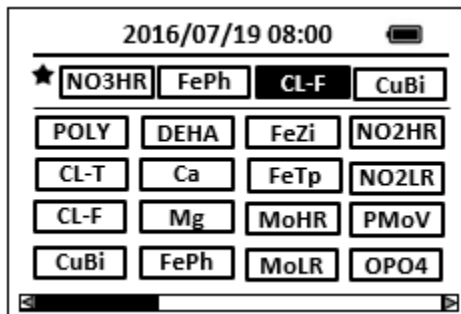 2016/07/19 08:00
NO3HR FePh CL-F CuBi
POLY DEHA FeZi NO2HR
CL-T Ca FeTp NO2LR
CL-F Mg MoHR PMoV
CuBi FePh MoLR OPO4